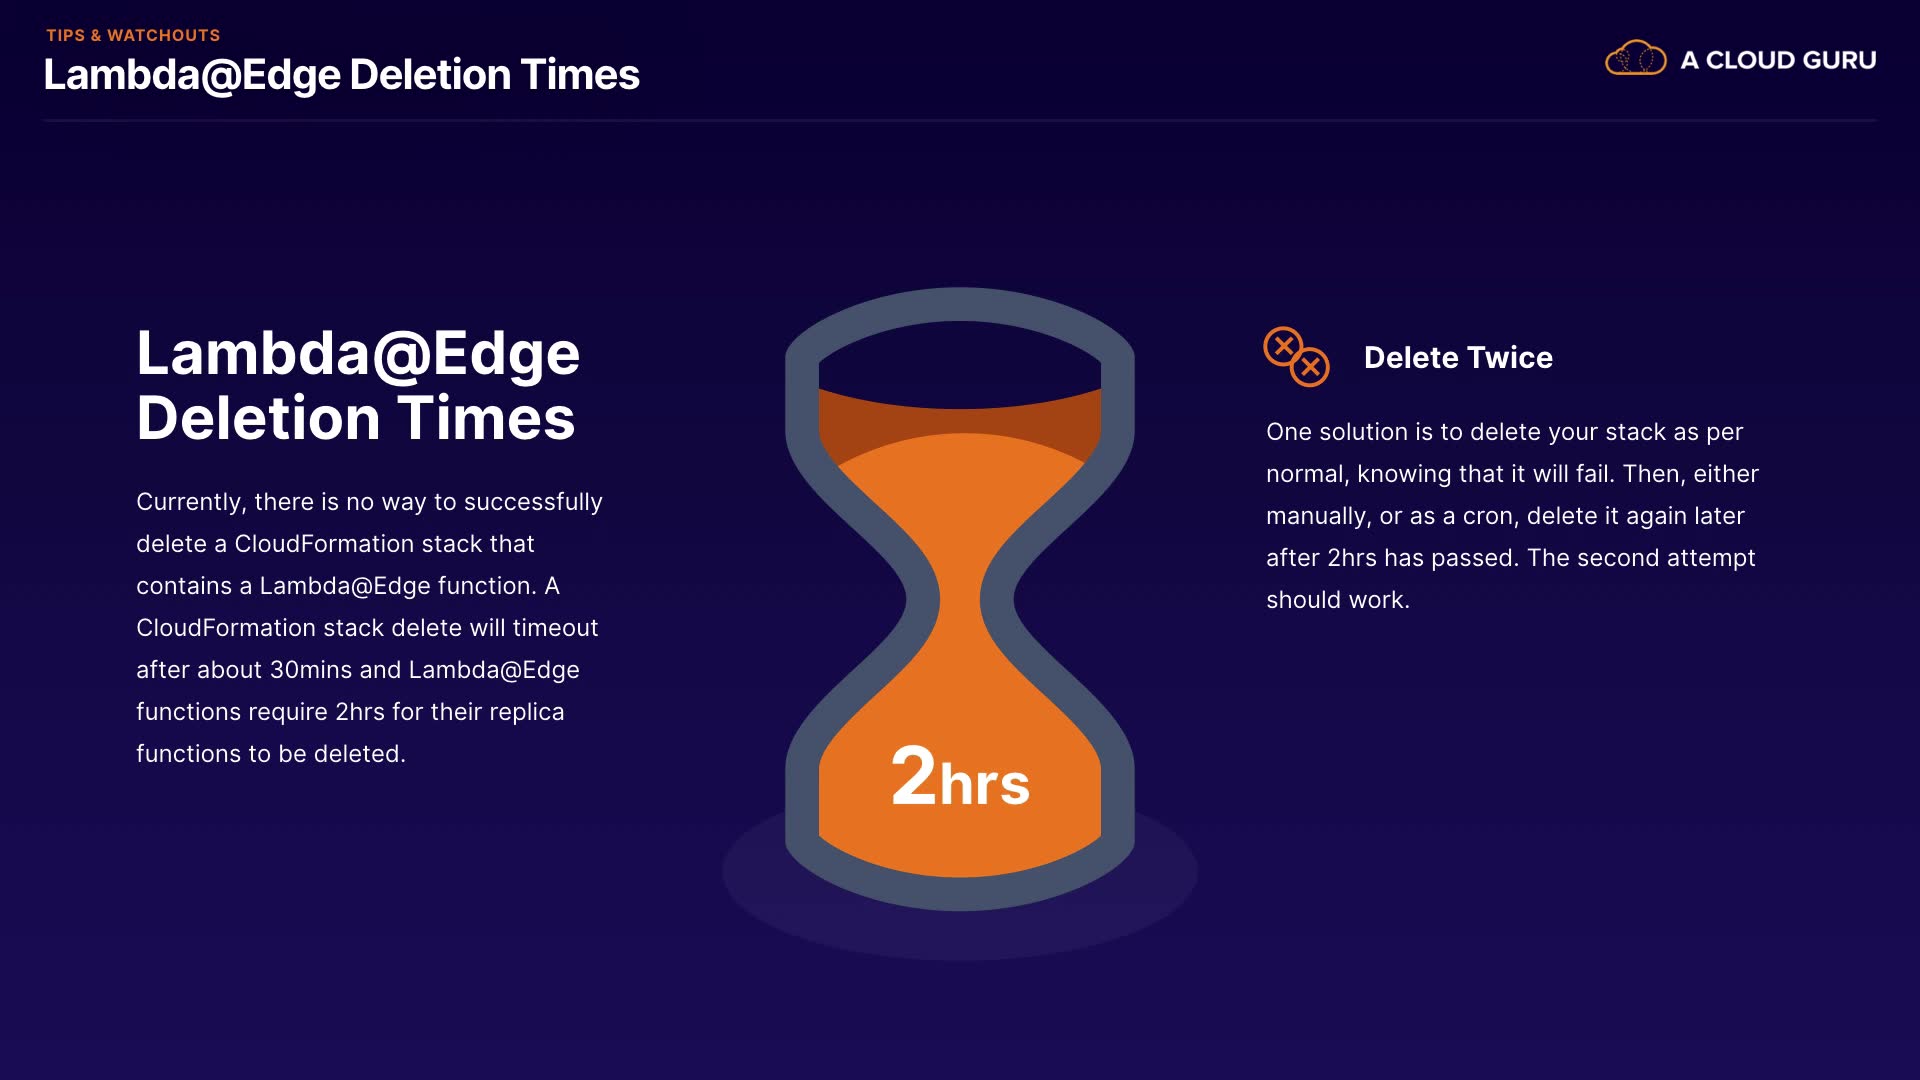 TIPS & WATCHOUTS
Lambda@Edge Deletion Times
A CLOUD GURU
Lambda@Edge
Deletion Times
Currently, there is no way to successfully
delete a CloudFormation stack that
contains a Lambda@Edge function. A
CloudFormation stack delete will timeout
after about 30mins and Lambda@Edge
functions require 2hrs for their replica
functions to be deleted.
2hrs
Delete Twice
One solution is to delete your stack as per
normal, knowing that it will fail. Then, either
manually, or as a cron, delete it again later
after 2hrs has passed. The second attempt
should work.